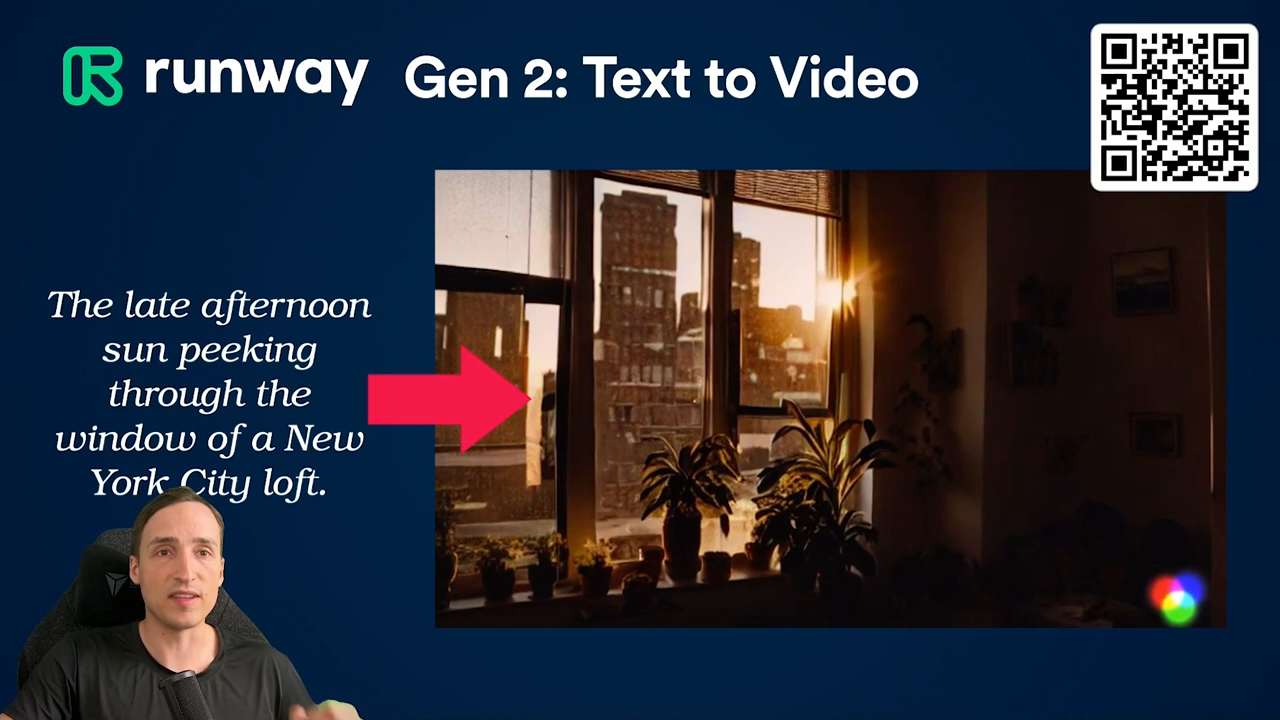 runway Gen 2: Text to Video
The late afternoon
sun peeking
through the
window of a New
York City loft.